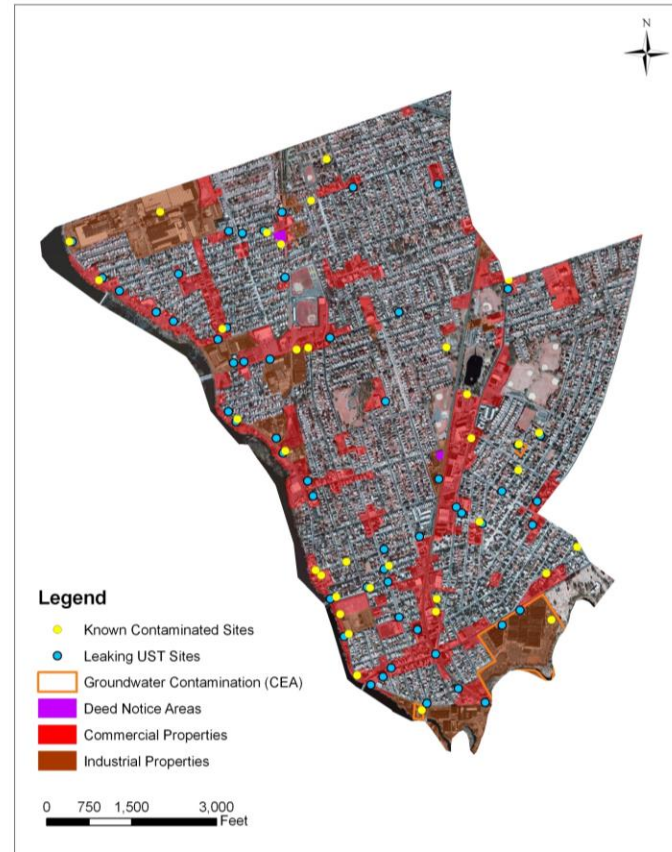 N
Legend
Known Contaminated Sites
Leaking UST Sites
Groundwater Contamination (CEA)
Deed Notice Areas
Commercial Properties
Industrial Properties
0 750 1,500 3,000
Feet